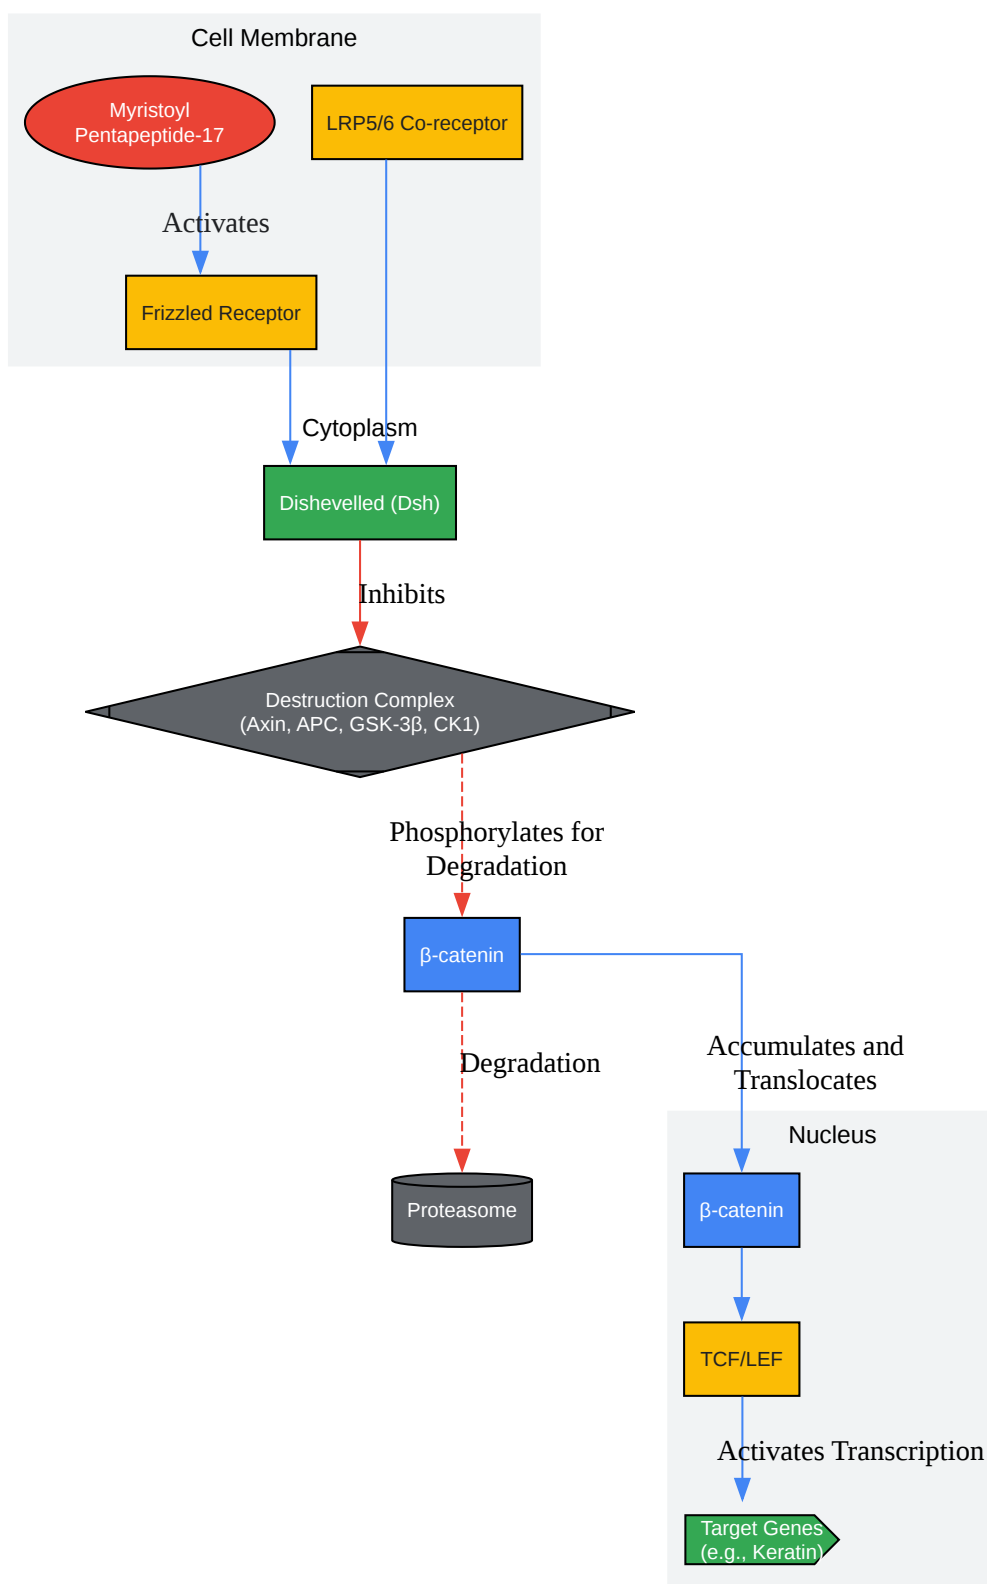 Cell Membrane
Myristoyl
Pentapeptide-17
LRP5/6 Co-receptor
Activates
Frizzled Receptor
Cytoplasm
Dishevelled (Dsh)
Inhibits
Destruction Complex
(Axin, APC, GSK-3β, CK1)
Phosphorylates for
Degradation
β-catenin
Accumulates and
Translocates
Degradation
Nucleus
Proteasome
β-catenin
TCF/LEF
Activates Transcription
Target Genes
(e.g., Keratin)